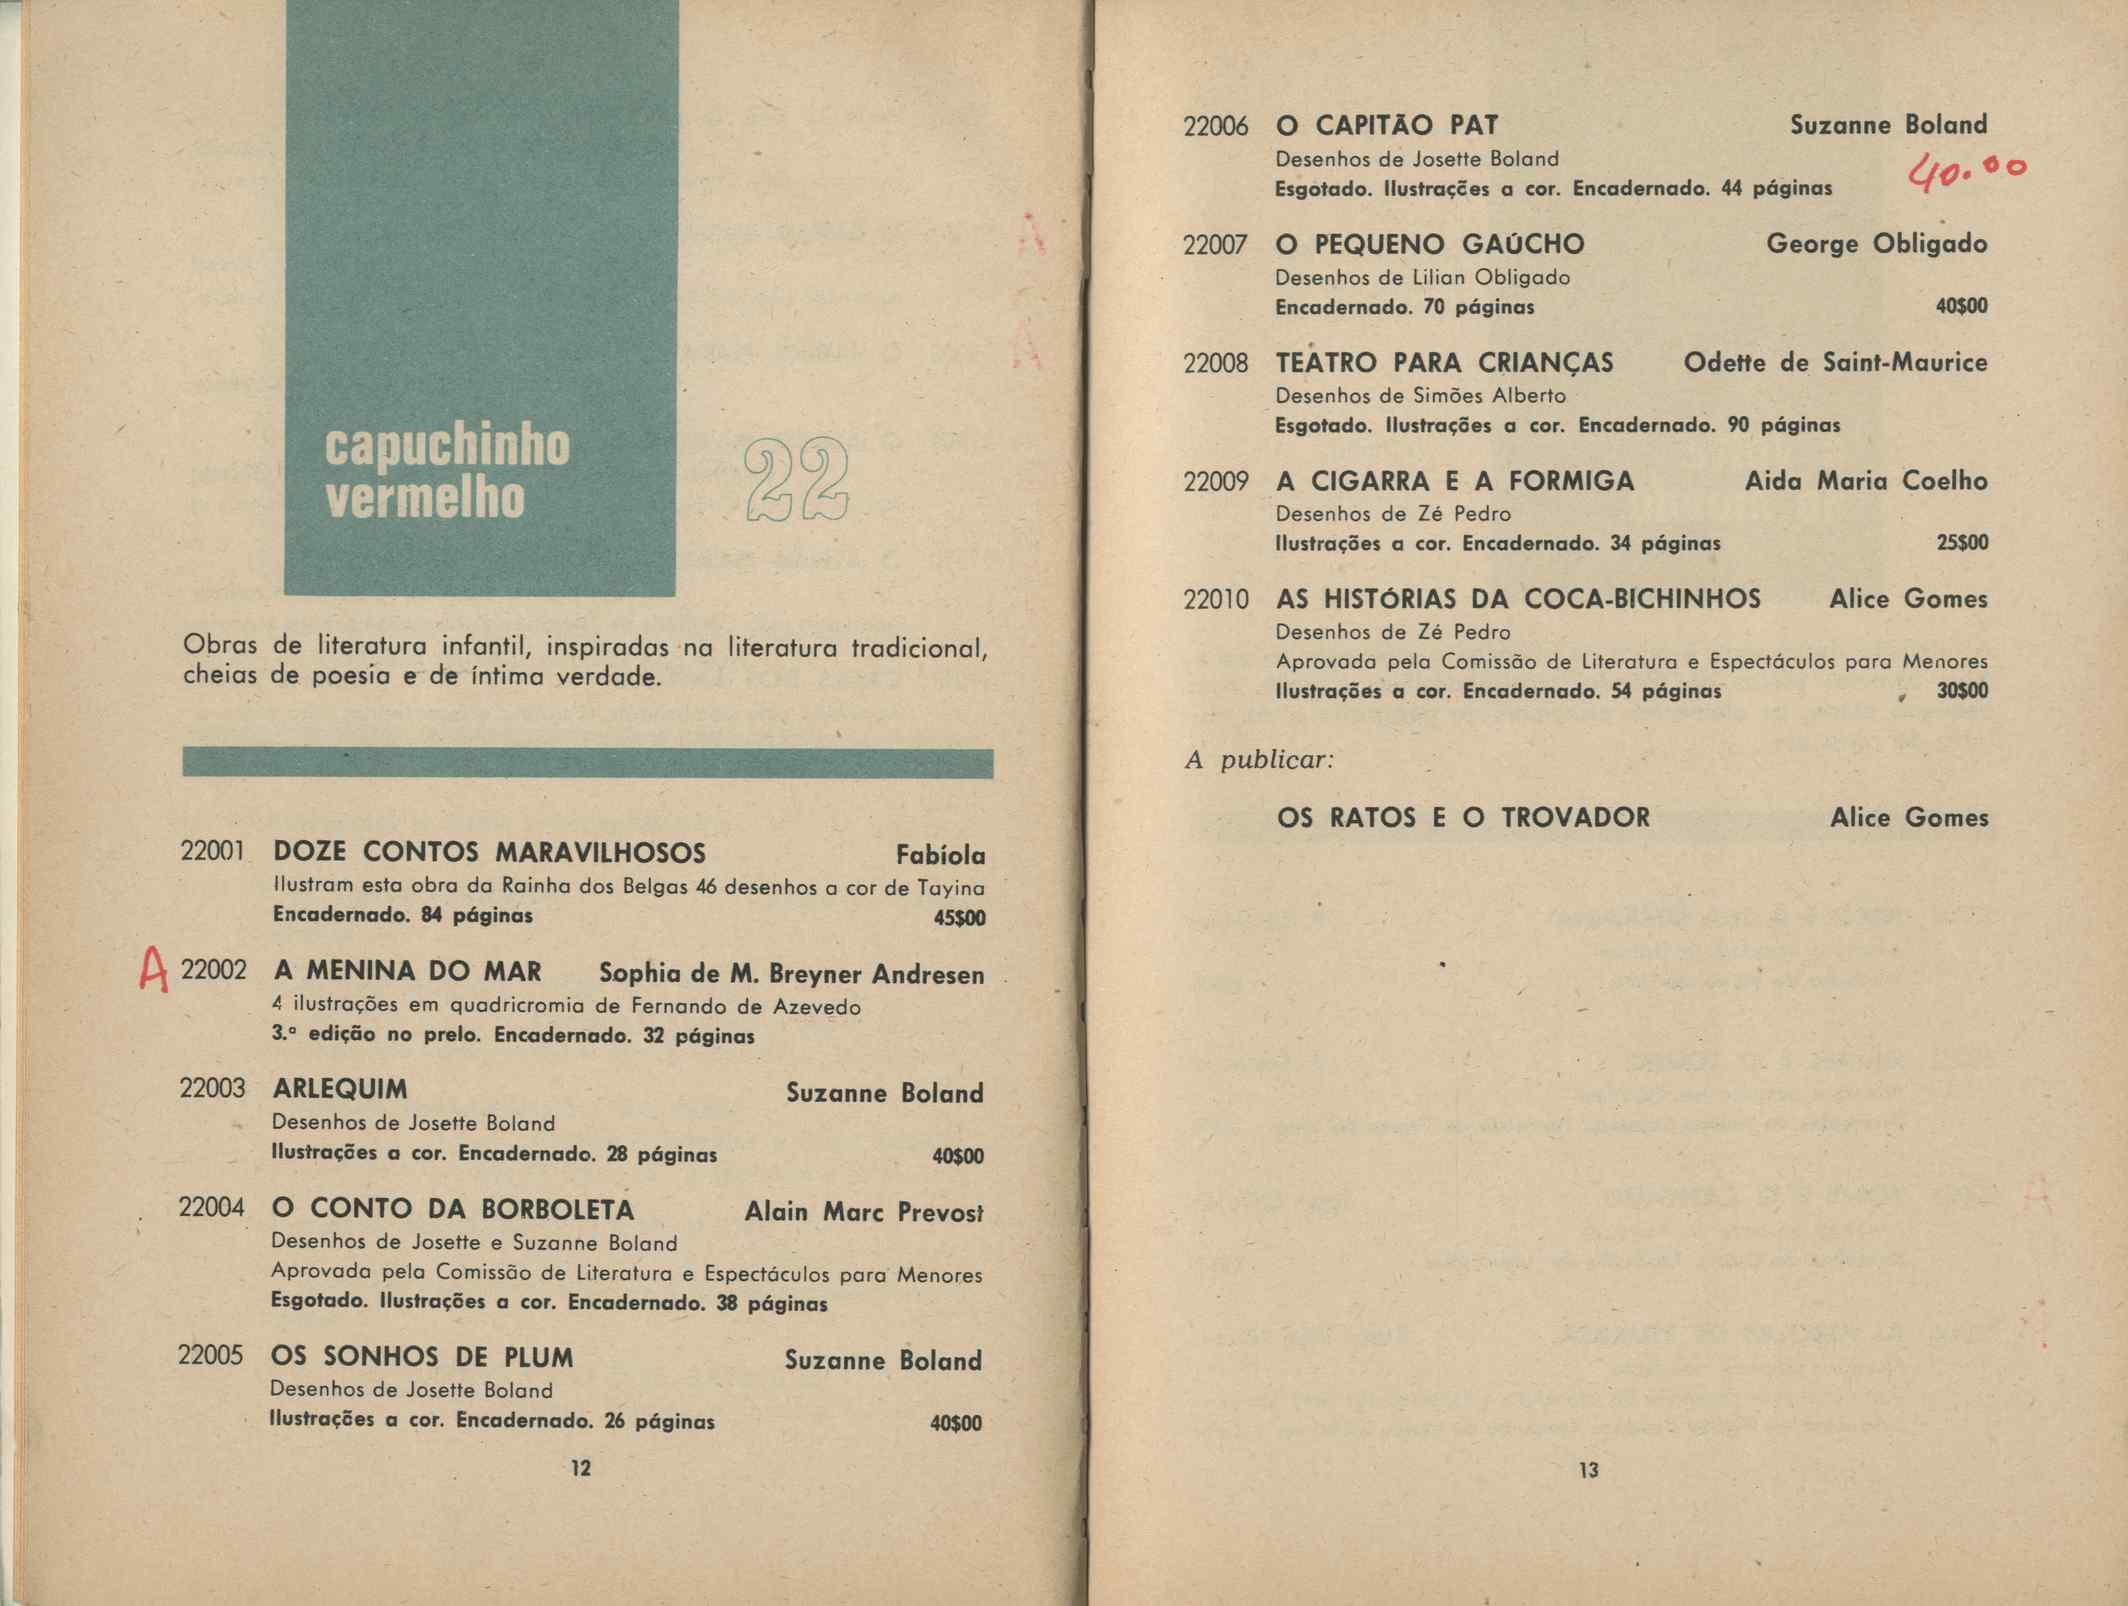 capuchinho
vermelho
22
Obras de literatura infantil, inspiradas na literatura tradicional,
cheias de poesia e de íntima verdade.
22001 DOZE CONTOS MARAVILHOSOS Fabíola
Ilustram esta obra da Rainha dos Belgas 46 desenhos a cor de Tayina
Encadernado. 84 páginas 45$00
A 22002 A MENINA DO MAR Sophia de M. Breyner Andresen
4 ilustrações em quadricromia de Fernando de Azevedo
3.ª edição no prelo. Encadernado. 32 páginas
22003 ARLEQUIM Suzanne Boland
Desenhos de Josette Boland
Ilustrações a cor. Encadernado. 28 páginas 40$00
22004 O CONTO DA BORBOLETA Alain Marc Prevost
Desenhos de Josette e Suzanne Boland
Aprovada pela Comissão de Literatura e Espectáculos para Menores
Esgotado. Ilustrações a cor. Encadernado. 38 páginas
22005 OS SONHOS DE PLUM Suzanne Boland
Desenhos de Josette Boland
Ilustrações a cor. Encadernado. 26 páginas 40$00
12
22006 O CAPITÃO PAT Suzanne Boland
Desenhos de Josette Boland
40.00
Esgotado. Ilustrações a cor. Encadernado. 44 páginas
22007 O PEQUENO GAÚCHO George Obligado
Desenhos de Lilian Obligado
Encadernado. 70 páginas 40$00
22008 TEATRO PARA CRIANÇAS Odette de Saint-Maurice
Desenhos de Simões Alberto
Esgotado. Ilustrações a cor. Encadernado. 90 páginas
22009 A CIGARRA E A FORMIGA Aida Maria Coelho
Desenhos de Zé Pedro
Ilustrações a cor. Encadernado. 34 páginas 25$00
22010 AS HISTÓRIAS DA COCA-BICHINHOS Alice Gomes
Desenhos de Zé Pedro
Aprovada pela Comissão de Literatura e Espectáculos para Menores
Ilustrações a cor. Encadernado. 54 páginas 30$00
A publicar:
OS RATOS E O TROVADOR Alice Gomes
13